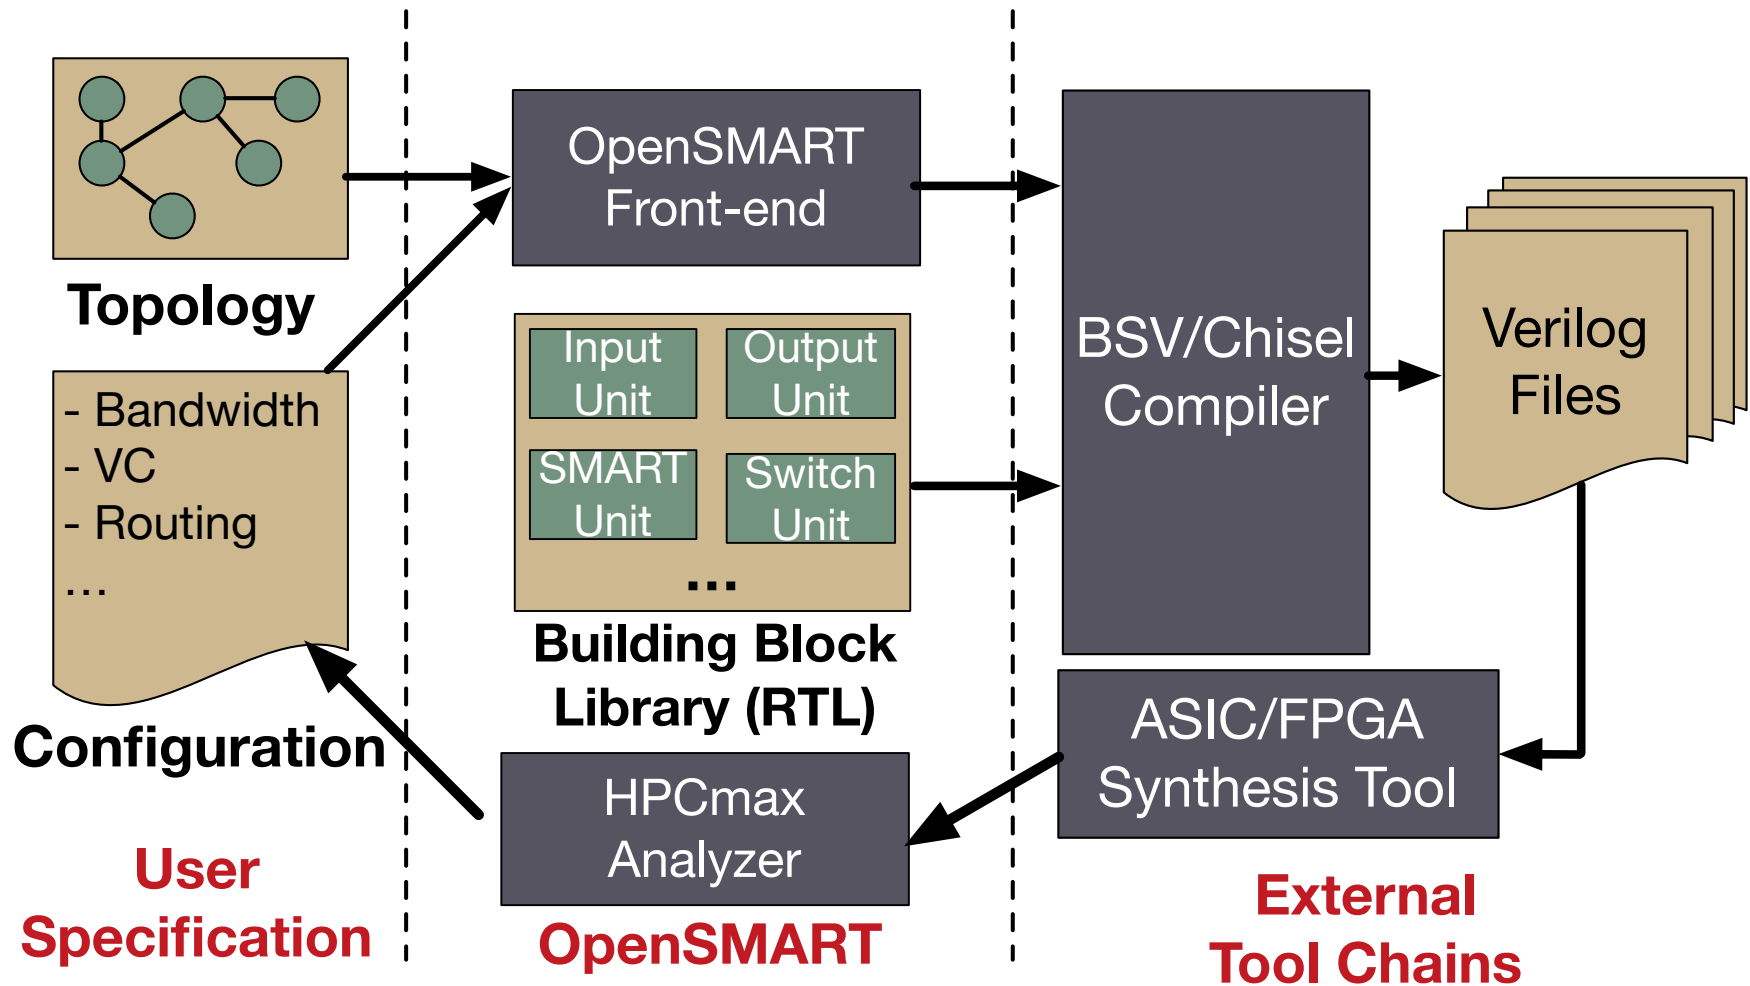 Topology
- Bandwidth
- VC
- Routing
...
Configuration
User
Specification
OpenSMART
Front-end
Input
Unit
Output
Unit
SMART
Unit
Switch
Unit
...
Building Block
Library (RTL)
HPCmax
Analyzer
OpenSMART
BSV/Chisel
Compiler
Verilog
Files
ASIC/FPGA
Synthesis Tool
External
Tool Chains